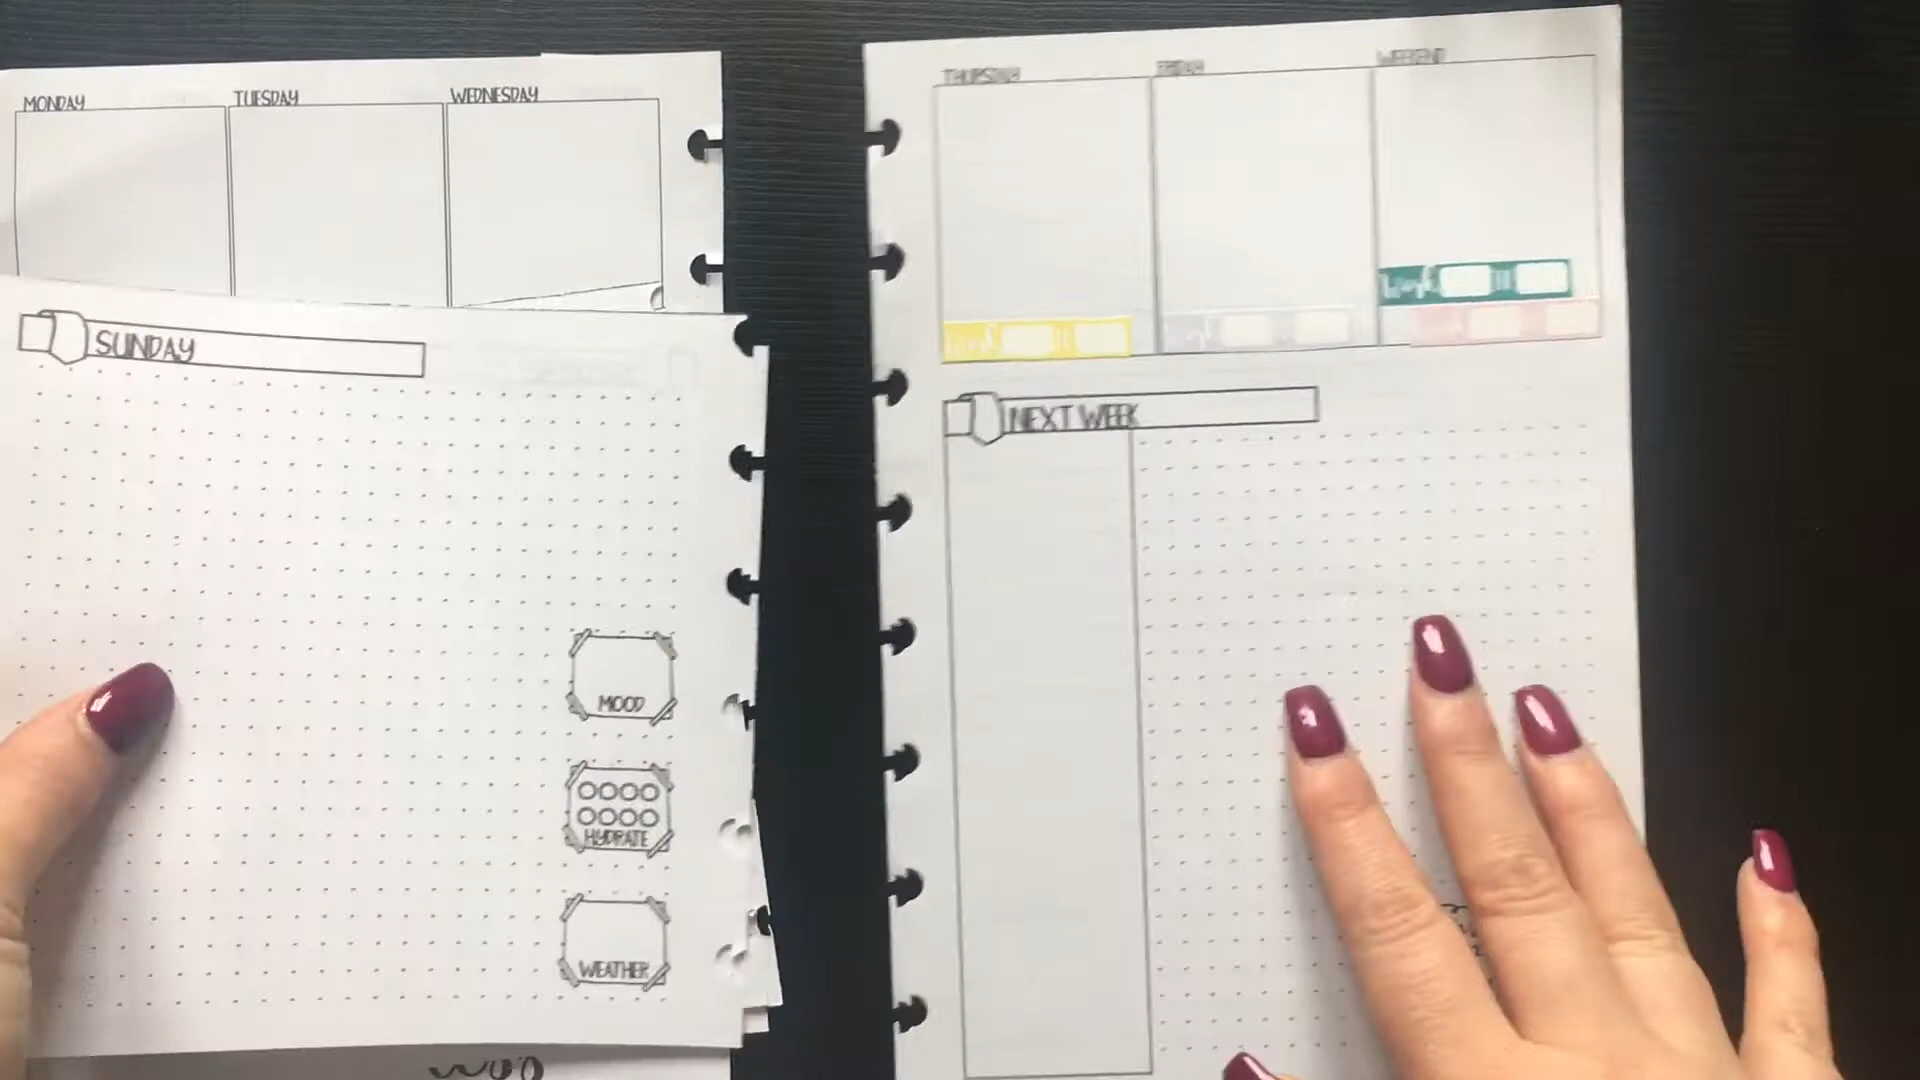 MONDAY
TUESDAY
WEDNESDAY
SUNDAY
MOOD
HYDRATE
WEATHER
THURSDAY
FRIDAY
WEEKEND
NEXT WEEK